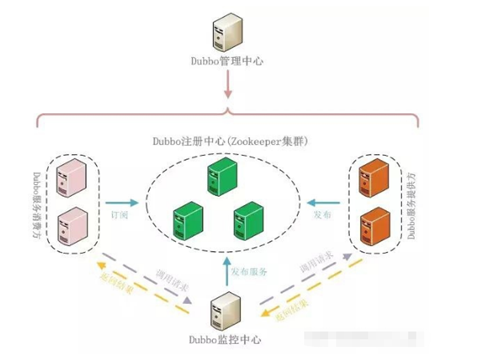 Dubbo管理中心
Dubbo注册中心(Zookeeper集群)
Dubbo服务消费方
订阅
发布
Dubbo服务提供方
调用请求
返回结果
发布服务
调用请求
返回结果
Dubbo监控中心